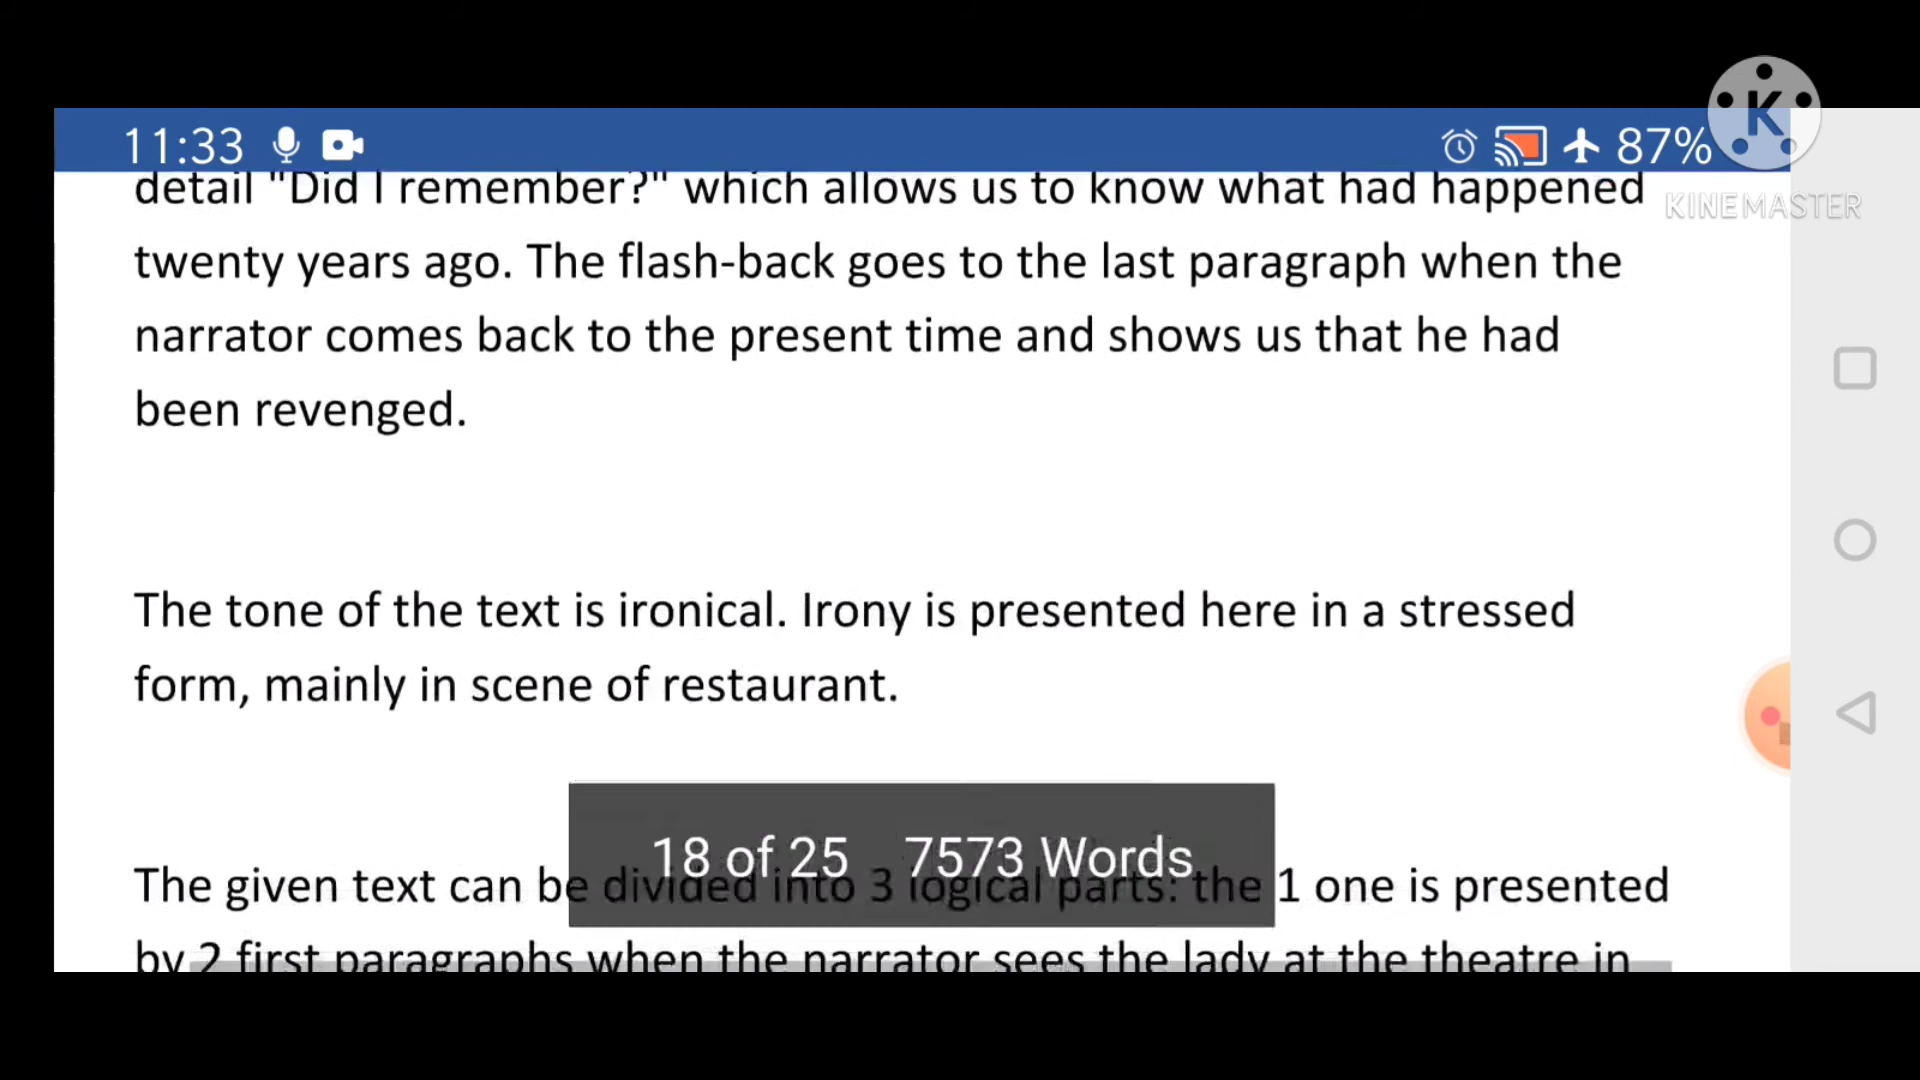 11:33
87%
K
KINEMASTER
detail "Did I remember?" which allows us to know what had happened
twenty years ago. The flash-back goes to the last paragraph when the
narrator comes back to the present time and shows us that he had
been revenged.
The tone of the text is ironical. Irony is presented here in a stressed
form, mainly in scene of restaurant.
18 of 25 7573 Words
The given text can be divided into 3 logical parts: the 1 one is presented
by 2 first paragraphs when the narrator sees the lady at the theatre in